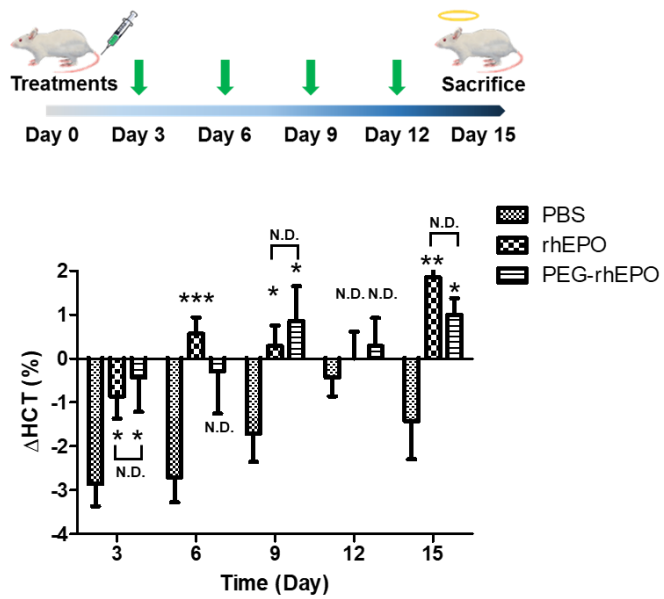 Treatments
Sacrifice
Day 0 Day 3 Day 6 Day 9 Day 12 Day 15
PBS
rhEPO
PEG-rhEPO
N.D.
N.D.
** 
*
*
***
*
N.D. N.D.
N.D.
* *
N.D.
2
1
0
-1
-2
-3
-4
ΔHCT (%)
3 6 9 12 15
Time (Day)